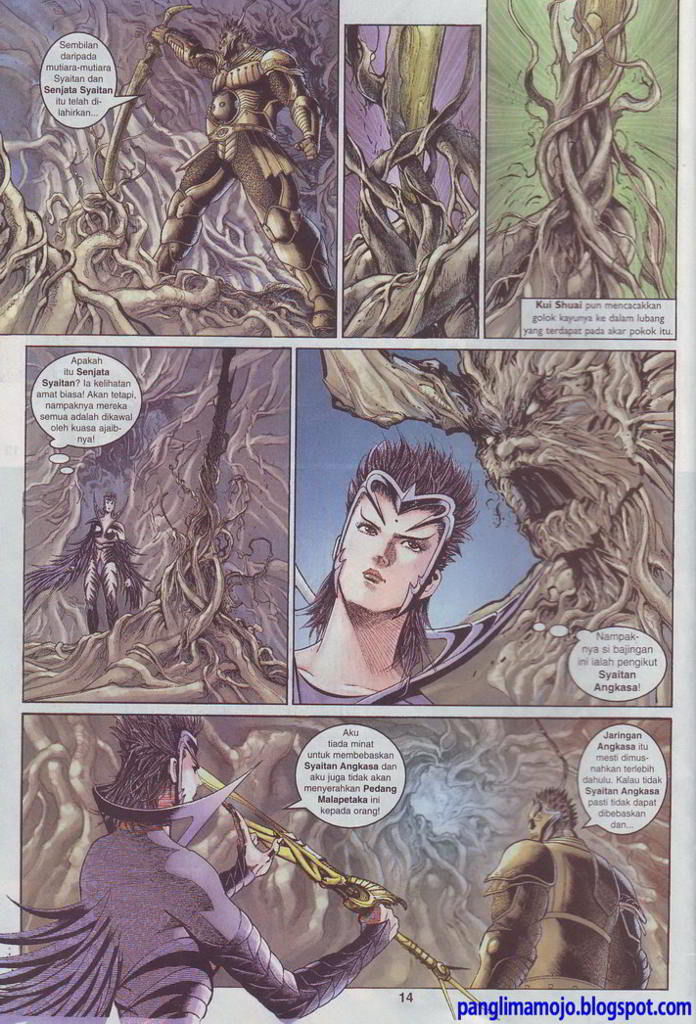 Sembilan
daripada
mutiara-mutiara
Syaitan dan
Senjata Syaitan
itu telah di-
lahirkan...
Kui Shuai pun mencacakkan
golok kayunya ke dalam lubang
yang terdapat pada akar pokok itu.
Apakah
itu Senjata
Syaitan? Ia kelihatan
amat biasa! Akan tetapi,
nampaknya mereka
semua adalah dikawal
oleh kuasa ajaib-
nya!
Nampak-
nya si bajingan
ini ialah pengikut
Syaitan
Angkasa!
Aku
tiada minat
untuk membebaskan
Syaitan Angkasa dan
aku juga tidak akan
menyerahkan Pedang
Malapetaka ini
kepada orang!
Jaringan
Angkasa itu
mesti dimus-
nahkan terlebih
dahulu. Kalau tidak
Syaitan Angkasa
pasti tidak dapat
dibebaskan
dan...
14
panglimamojo.blogspot.com